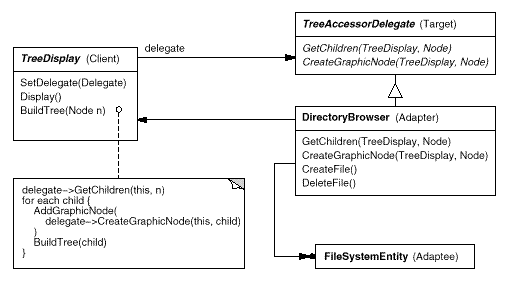 TreeAccessorDelegate (Target)
GetChildren(TreeDisplay, Node)
CreateGraphicNode(TreeDisplay, Node)
delegate
TreeDisplay (Client)
SetDelegate(Delegate)
Display()
BuildTree(Node n)
DirectoryBrowser (Adapter)
GetChildren(TreeDisplay, Node)
CreateGraphicNode(TreeDisplay, Node)
CreateFile()
DeleteFile()
delegate->GetChildren(this, n)
for each child {
AddGraphicNode(
delegate->CreateGraphicNode(this, child)
)
BuildTree(child)
}
FileSystemEntity (Adaptee)